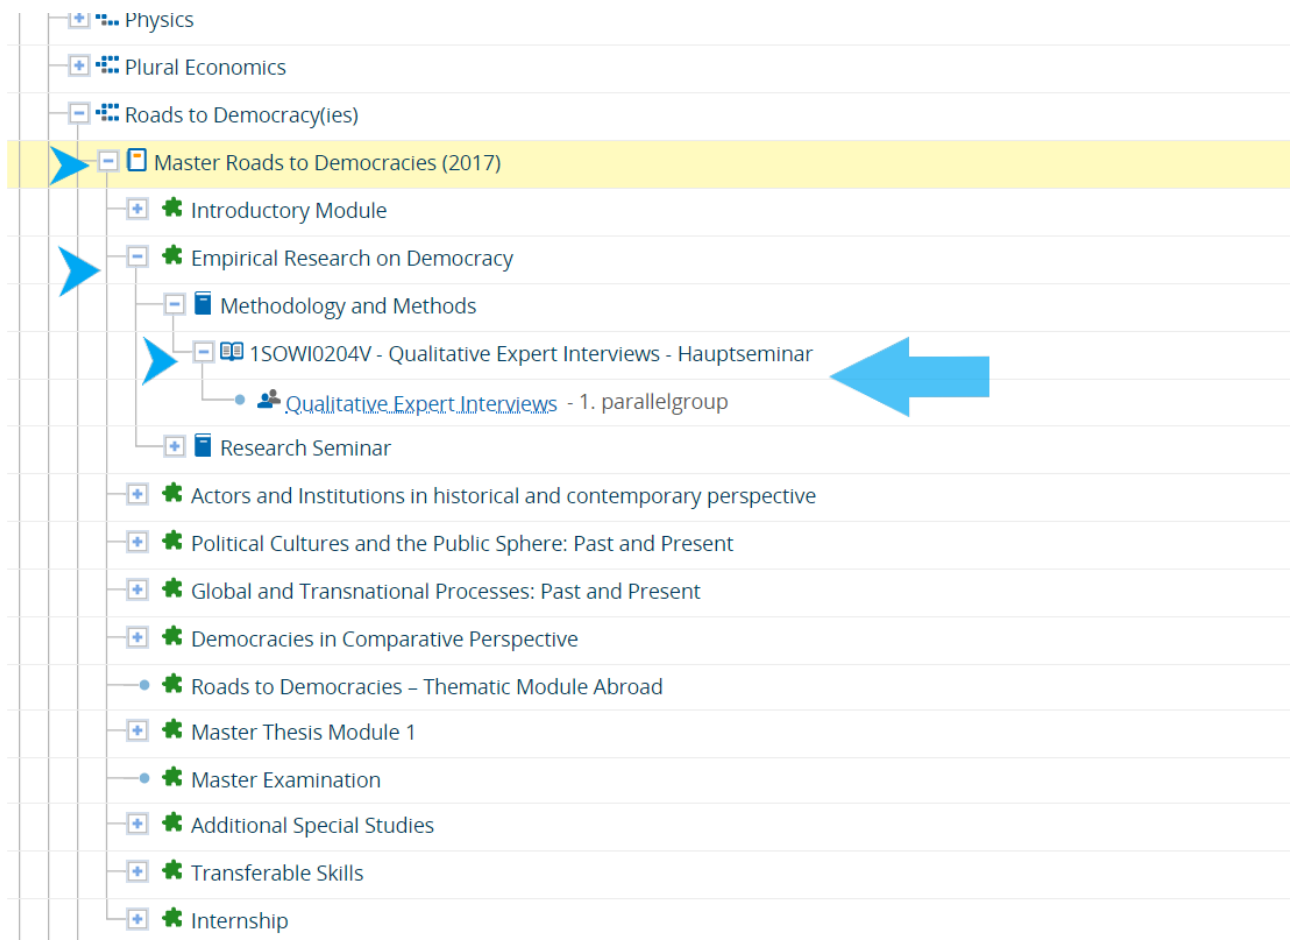 Physics
Plural Economics
Roads to Democracy(ies)
Master Roads to Democracies (2017)
Introductory Module
Empirical Research on Democracy
Methodology and Methods
1SOWI0204V - Qualitative Expert Interviews - Hauptseminar
Qualitative Expert Interviews - 1. parallelgroup
Research Seminar
Actors and Institutions in historical and contemporary perspective
Political Cultures and the Public Sphere: Past and Present
Global and Transnational Processes: Past and Present
Democracies in Comparative Perspective
Roads to Democracies – Thematic Module Abroad
Master Thesis Module 1
Master Examination
Additional Special Studies
Transferable Skills
Internship